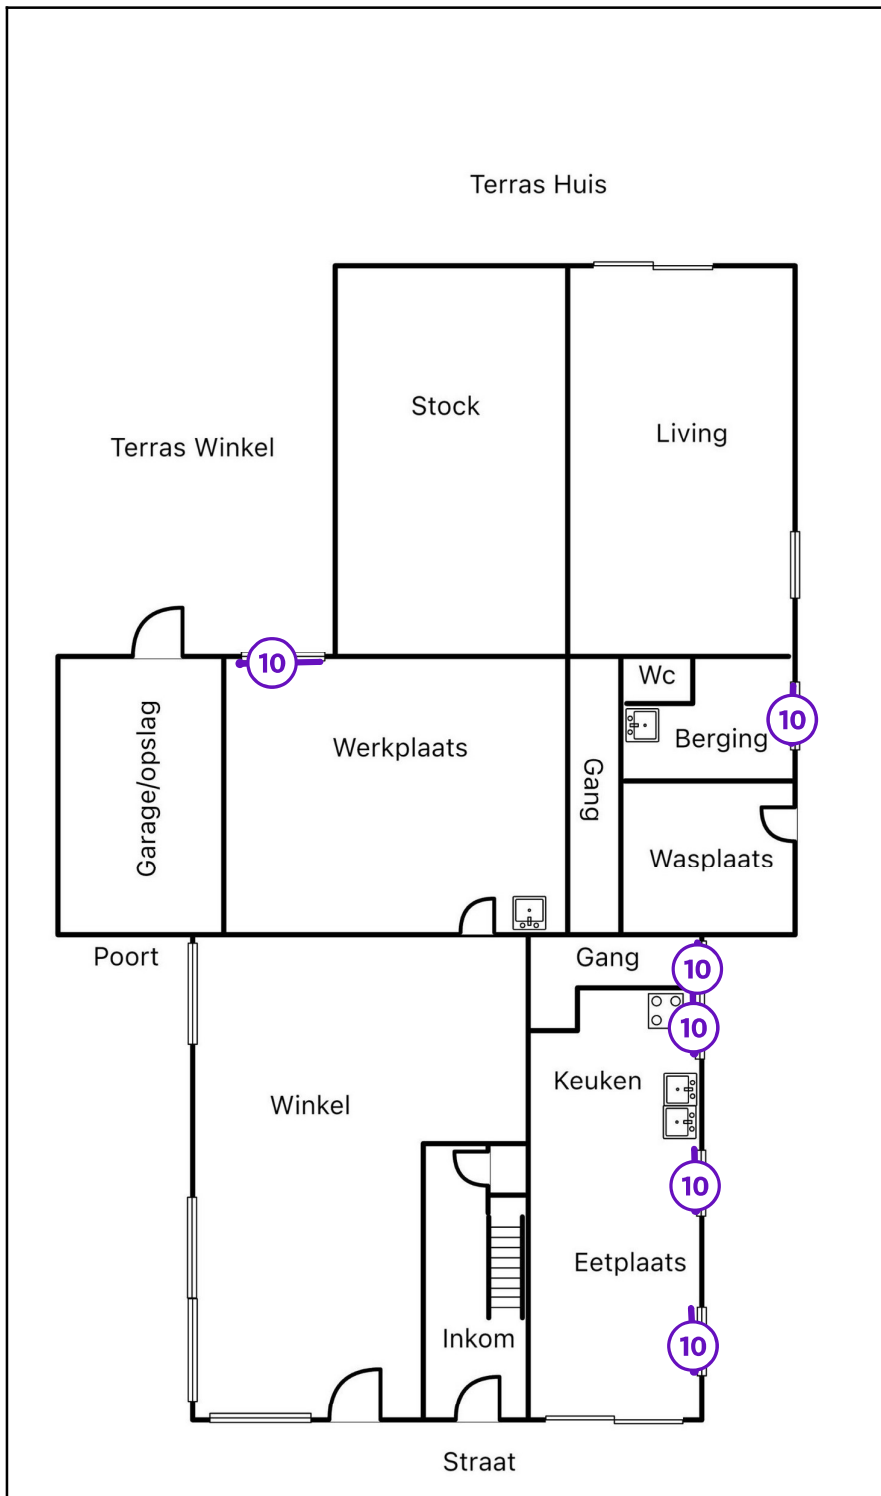 Terras Huis
Stock
Living
Terras Winkel
10
Wc
10
Berging
Werkplaats
Garage/opslag
Gang
Wasplaats
Poort
Gang
10
10
Keuken
Winkel
10
Eetplaats
Inkom
10
Straat